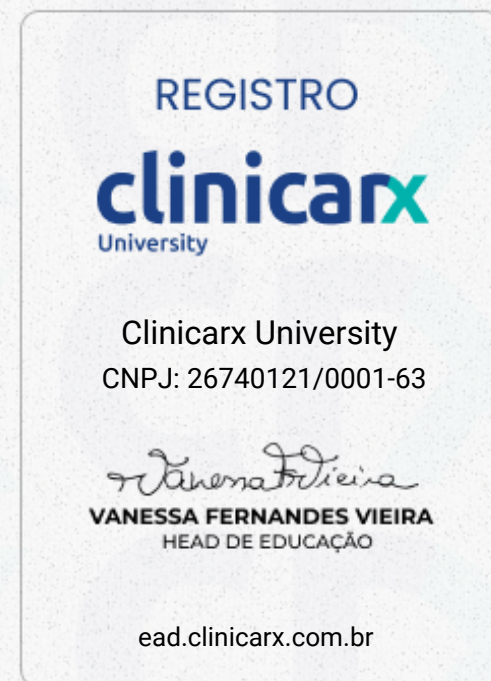 REGISTRO
clinicarx
University
Clinicarx University
CNPJ: 26740121/0001-63
Vanessa F Vieira
VANESSA FERNANDES VIEIRA
HEAD DE EDUCAÇÃO
ead.clinicarx.com.br